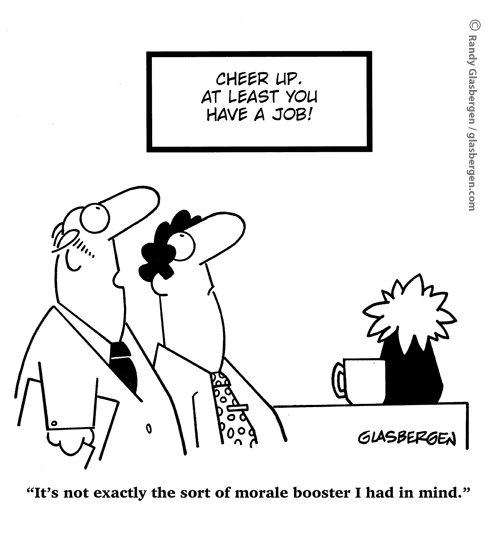 CHEER UP.
AT LEAST YOU
HAVE A JOB!
© Randy Glasbergen / glasbergen.com
GLASBERGEN
“It’s not exactly the sort of morale booster I had in mind.”